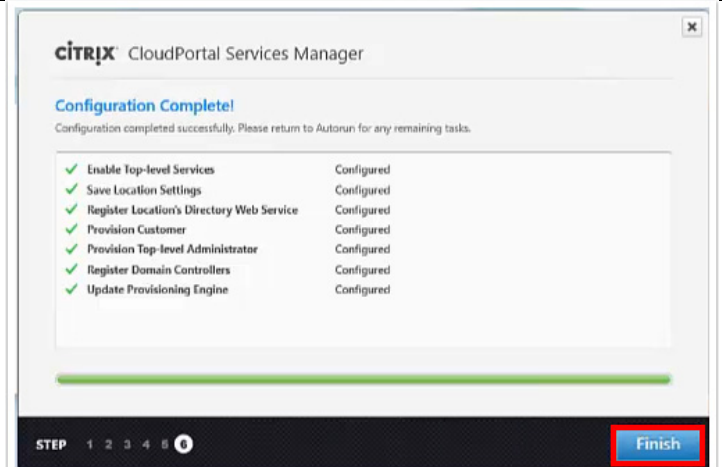 CİTRIX CloudPortal Services Manager
Configuration Complete!
Configuration completed successfully. Please return to Autorun for any remaining tasks.
Enable Top-level Services Configured
Save Location Settings Configured
Register Location's Directory Web Service Configured
Provision Customer Configured
Provision Top-level Administrator Configured
Register Domain Controllers Configured
Update Provisioning Engine Configured
STEP 1 2 3 4 5 6 Finish